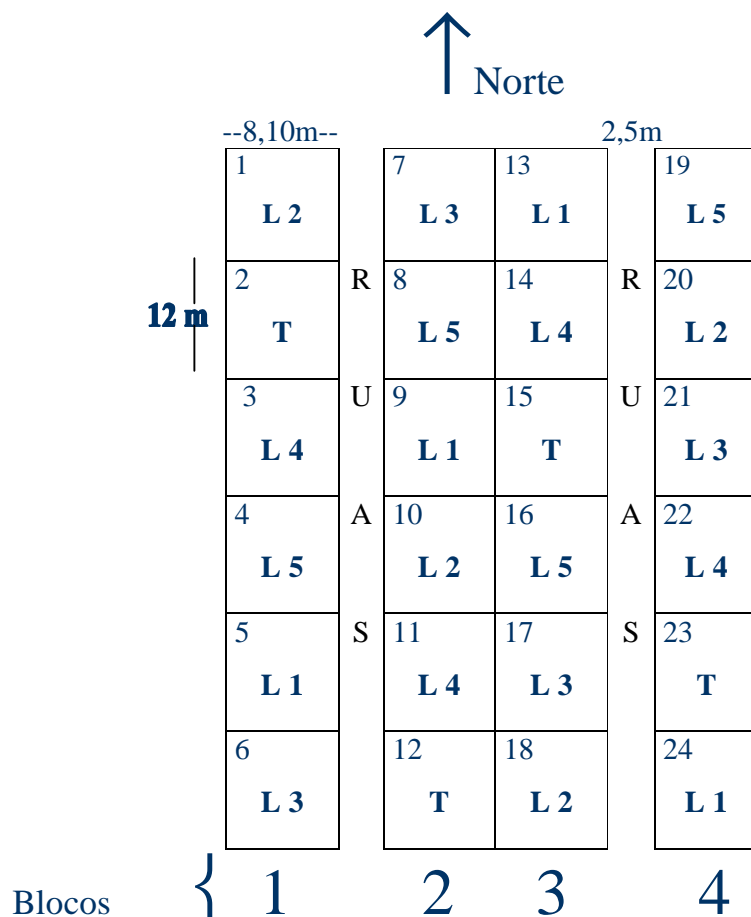 Norte
--8,10m-- 2,5m
1 7 13 19
L 2 L 3 L 1 L 5
2 R 8 14 R 20
12 m T L 5 L 4 L 2
3 U 9 15 U 21
L 4 L 1 T L 3
4 A 10 16 A 22
L 5 L 2 L 5 L 4
5 S 11 17 S 23
L 1 L 4 L 3 T
6 12 18 24
L 3 T L 2 L 1
Blocos { 1 2 3 4